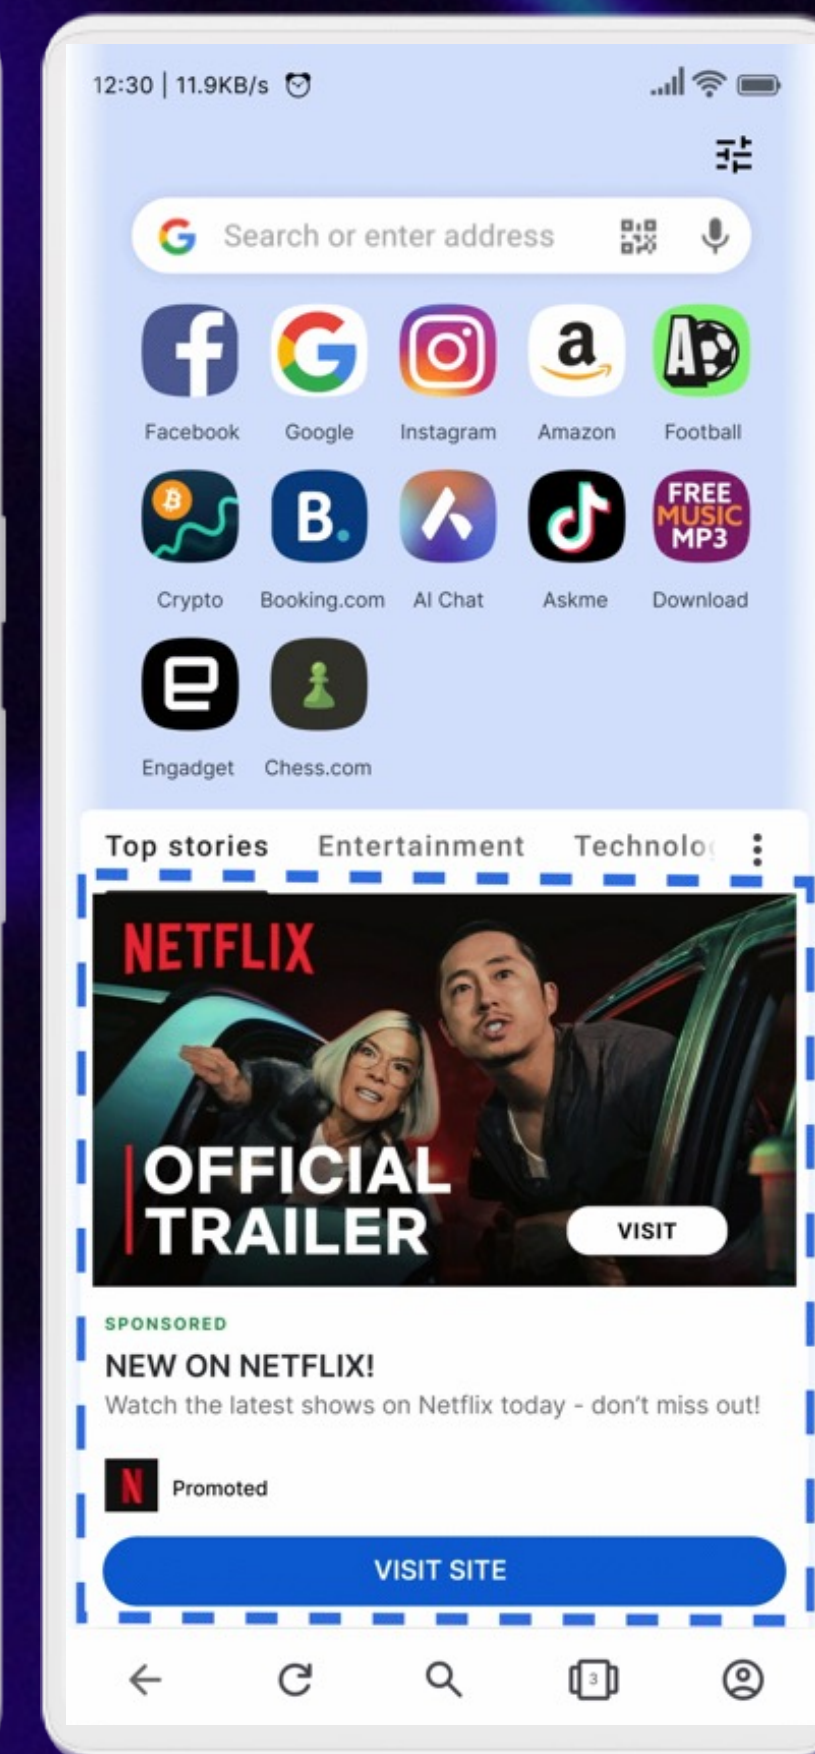 12:30 | 11.9KB/s
Search or enter address
Facebook Google Instagram Amazon Football
FREE
MUSIC
MP3
Crypto Booking.com AI Chat Askme Download
Engadget Chess.com
Top stories Entertainment Technolo
NETFLIX
OFFICIAL
TRAILER
VISIT
SPONSORED
NEW ON NETFLIX!
Watch the latest shows on Netflix today - don't miss out!
N Promoted
VISIT SITE
3